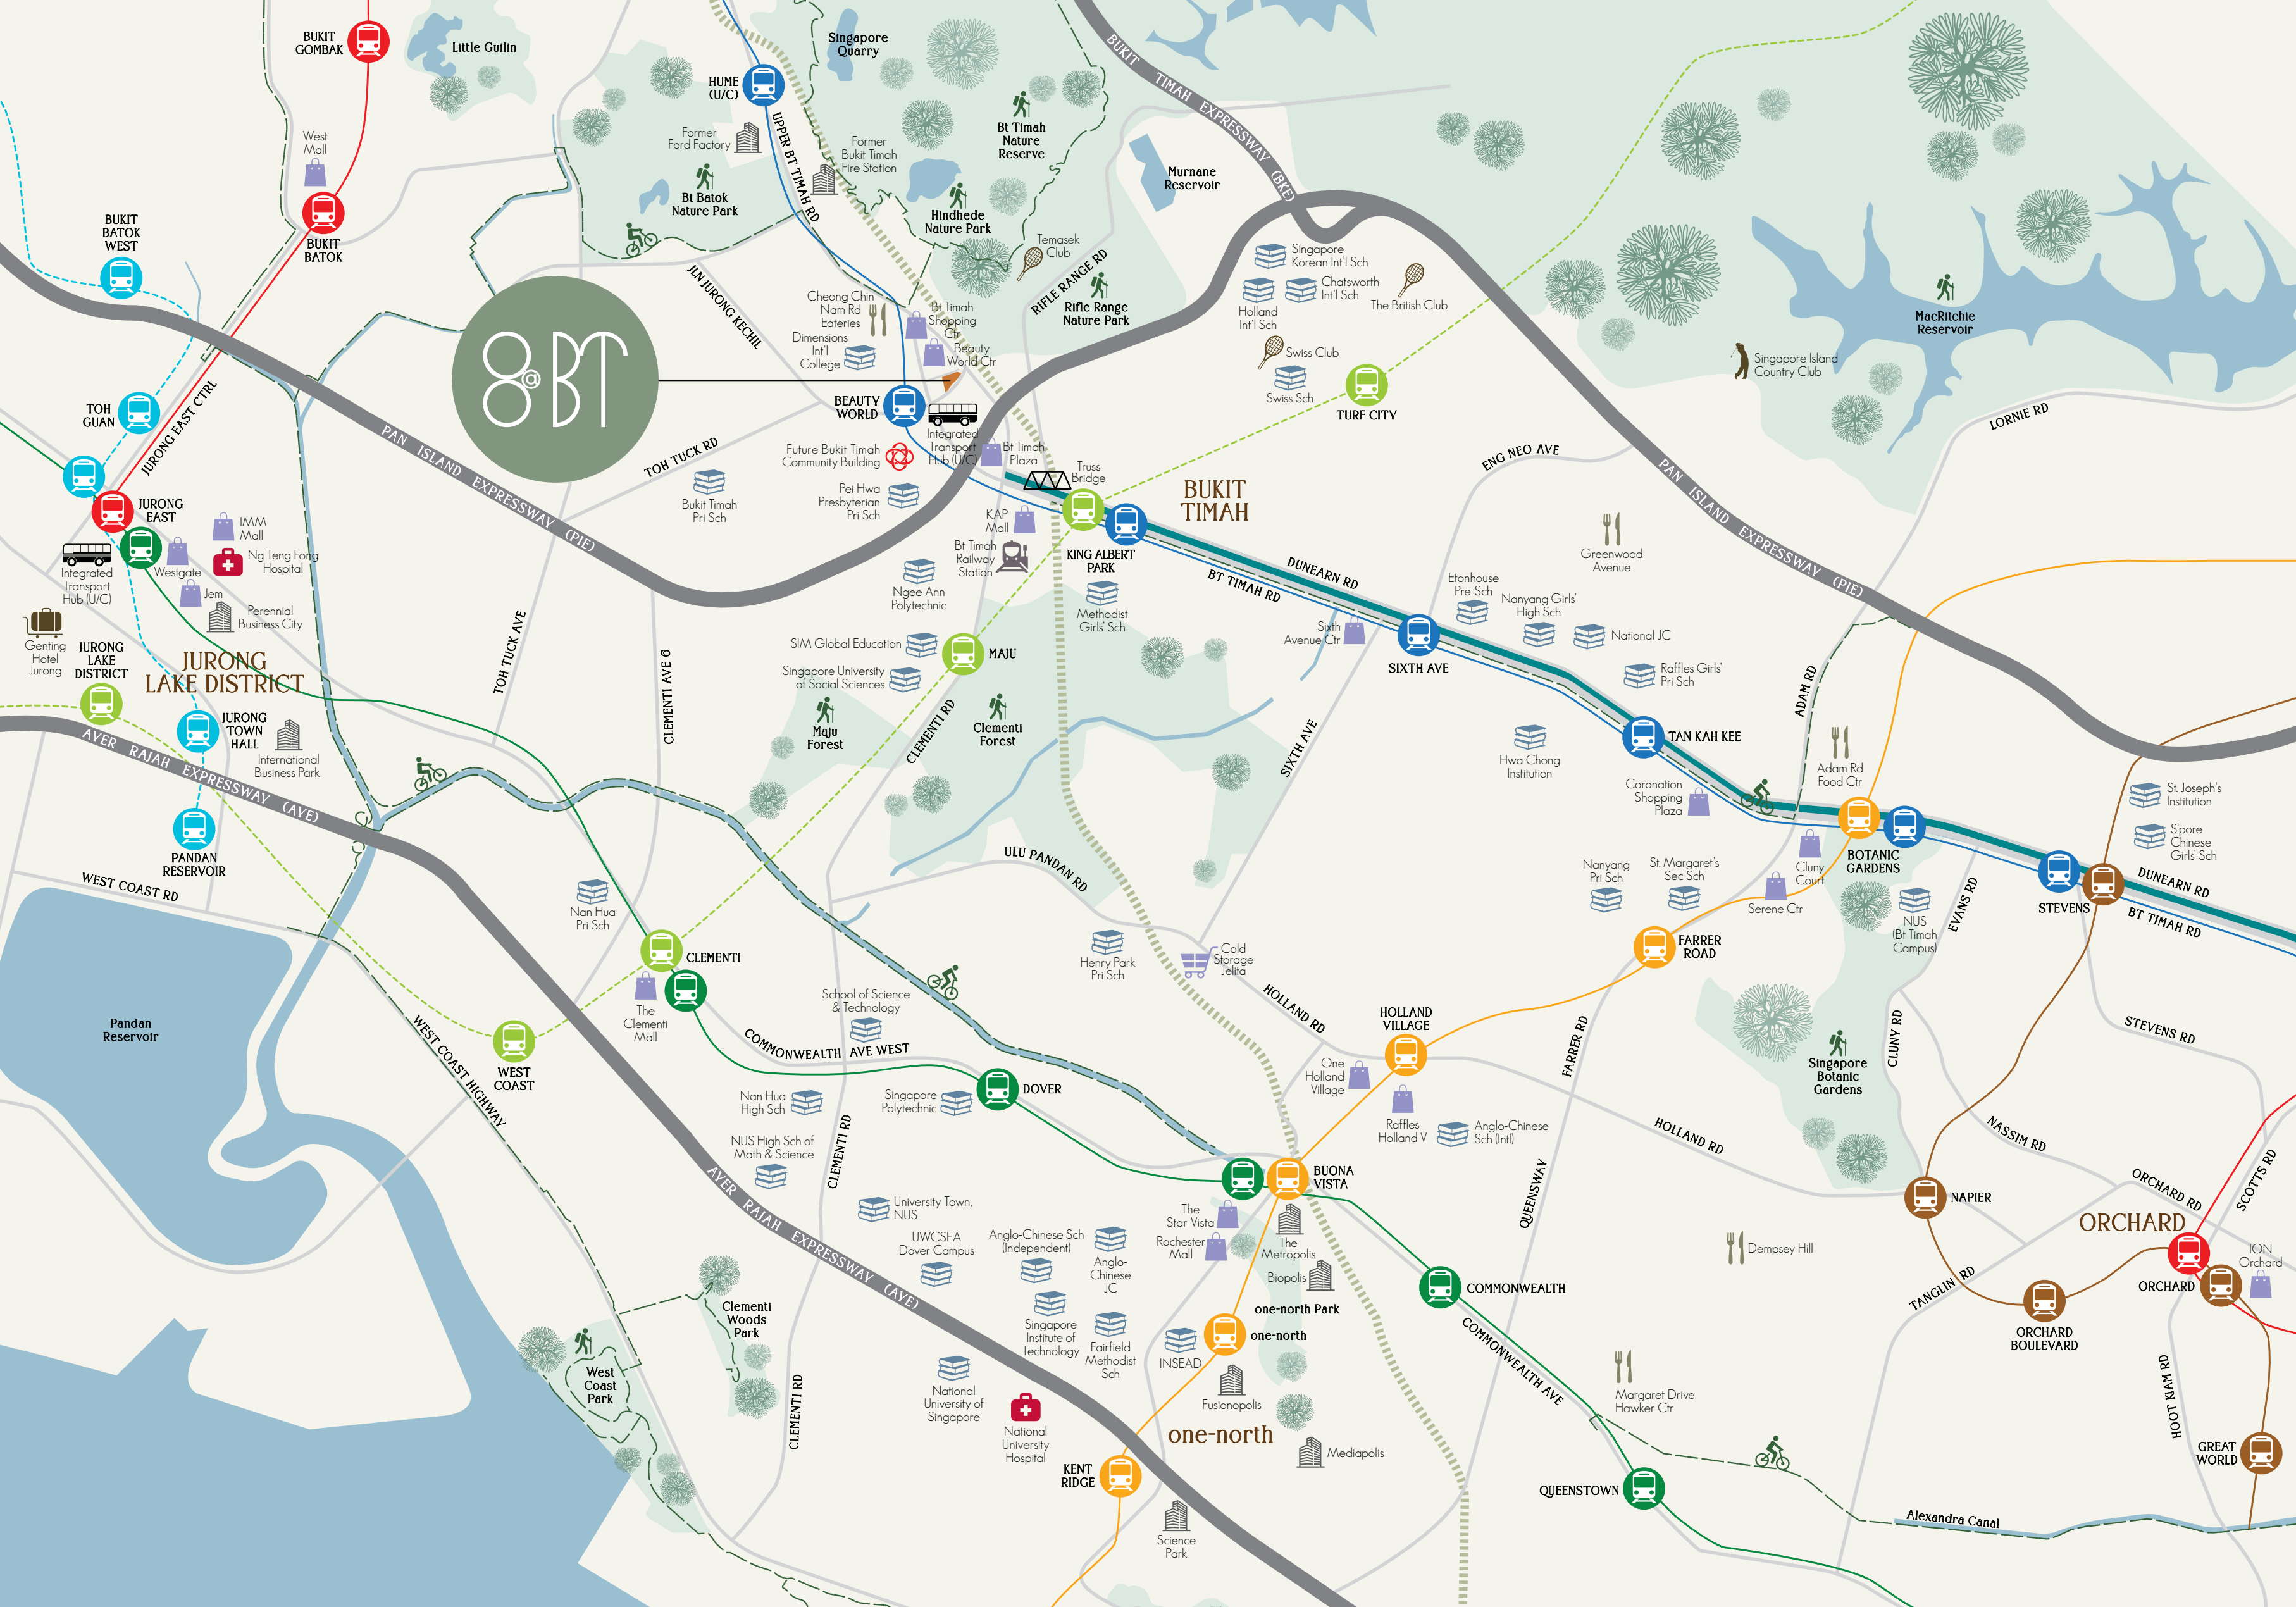 BUKIT
GOMBAK
Little Guilin
Singapore
Quarry
BUKIT TIMAH EXPRESSWAY (BKE)
HUME
(U/C)
West
Mall
Former
Ford Factory
UPPER BT TIMAH RD
Former
Bukit Timah
Fire Station
Bt Timah
Nature
Reserve
Murnane
Reservoir
Bt Batok
Nature Park
Hindhede
Nature Park
BUKIT
BATOK
WEST
BUKIT
BATOK
Temasek
Club
RIFLE RANGE RD
Rifle Range
Nature Park
JLN JURONG KECHIL
Singapore
Korean Int'l Sch
Chatsworth
Int'l Sch
Holland
Int'l Sch
The British Club
Swiss Club
Swiss Sch
TURF CITY
MacRitchie
Reservoir
Singapore Island
Country Club
LORNIE RD
Cheong Chin
Nam Rd
Eateries
Dimensions
Int'l
College
Bt Timah
Shopping
Ctr
Beauty
World Ctr
8@BT
BEAUTY
WORLD
Integrated
Transport
Hub (U/C)
Bt Timah
Plaza
TOH
GUAN
JURONG EAST CTRL
PAN ISLAND EXPRESSWAY (PIE)
TOH TUCK RD
Bukit Timah
Pri Sch
Future Bukit Timah
Community Building
Pei Hwa
Presbyterian
Pri Sch
Truss
Bridge
BUKIT
TIMAH
KAP
Mall
KING ALBERT
PARK
Bt Timah
Railway
Station
Ngee Ann
Polytechnic
Methodist
Girls' Sch
ENG NEO AVE
PAN ISLAND EXPRESSWAY (PIE)
Greenwood
Avenue
DUNEARN RD
BT TIMAH RD
JURONG
EAST
IMM
Mall
Ng Teng Fong
Hospital
Integrated
Transport
Hub (U/C)
Westgate
Jem
Perennial
Business City
Genting
Hotel
Jurong
JURONG
LAKE
DISTRICT
JURONG
LAKE DISTRICT
JURONG
TOWN
HALL
International
Business Park
PANDAN
RESERVOIR
AYER RAJAH EXPRESSWAY (AYE)
WEST COAST RD
Pandan
Reservoir
TOH TUCK AVE
CLEMENTI AVE 6
SIM Global Education
Singapore University
of Social Sciences
MAJU
Maju
Forest
CLEMENTI RD
Clementi
Forest
Sixth
Avenue Ctr
SIXTH AVE
SIXTH AVE
Etonhouse
Pre-Sch
Nanyang Girls'
High Sch
National JC
Raffles Girls'
Pri Sch
ADAM RD
Hwa Chong
Institution
TAN KAH KEE
Coronation
Shopping
Plaza
Adam Rd
Food Ctr
BOTANIC
GARDENS
Cluny
Court
Serene Ctr
Nanyang
Pri Sch
St. Margaret's
Sec Sch
NUS
(Bt Timah
Campus)
EVANS RD
St. Joseph's
Institution
S'pore
Chinese
Girls' Sch
STEVENS
DUNEARN RD
BT TIMAH RD
ULU PANDAN RD
Henry Park
Pri Sch
Cold
Storage
Jelita
FARRER
ROAD
Nan Hua
Pri Sch
CLEMENTI
The
Clementi
Mall
WEST
COAST
WEST COAST HIGHWAY
School of Science
& Technology
COMMONWEALTH AVE WEST
DOVER
Singapore
Polytechnic
Nan Hua
High Sch
NUS High Sch of
Math & Science
CLEMENTI RD
HOLLAND RD
HOLLAND
VILLAGE
One
Holland
Village
Raffles
Holland V
Anglo-Chinese
Sch (Intl)
FARRER RD
QUEENSWAY
HOLLAND RD
Singapore
Botanic
Gardens
CLUNY RD
STEVENS RD
NASSIM RD
ORCHARD RD
SCOTTS RD
NAPIER
ORCHARD
ION
Orchard
ORCHARD
TANGLIN RD
Dempsey Hill
ORCHARD
BOULEVARD
BUONA
VISTA
The
Star Vista
Rochester
Mall
The
Metropolis
Biopolis
one-north Park
one-north
COMMONWEALTH
COMMONWEALTH AVE
University Town,
NUS
UWCSEA
Dover Campus
Anglo-Chinese Sch
(Independent)
Anglo-
Chinese
JC
Singapore
Institute of
Technology
Fairfield
Methodist
Sch
INSEAD
Fusionopolis
one-north
Mediapolis
AYER RAJAH EXPRESSWAY (AYE)
National
University of
Singapore
National
University
Hospital
KENT
RIDGE
Science
Park
Clementi
Woods
Park
West
Coast
Park
CLEMENTI RD
Margaret Drive
Hawker Ctr
QUEENSTOWN
Alexandra Canal
HOOT KIAM RD
GREAT
WORLD